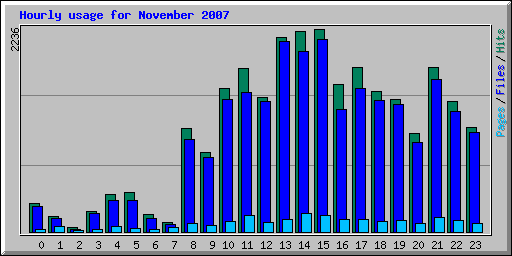 Hourly usage for November 2007
2236
Pages / Files / Hits
0 1 2 3 4 5 6 7 8 9 10 11 12 13 14 15 16 17 18 19 20 21 22 23